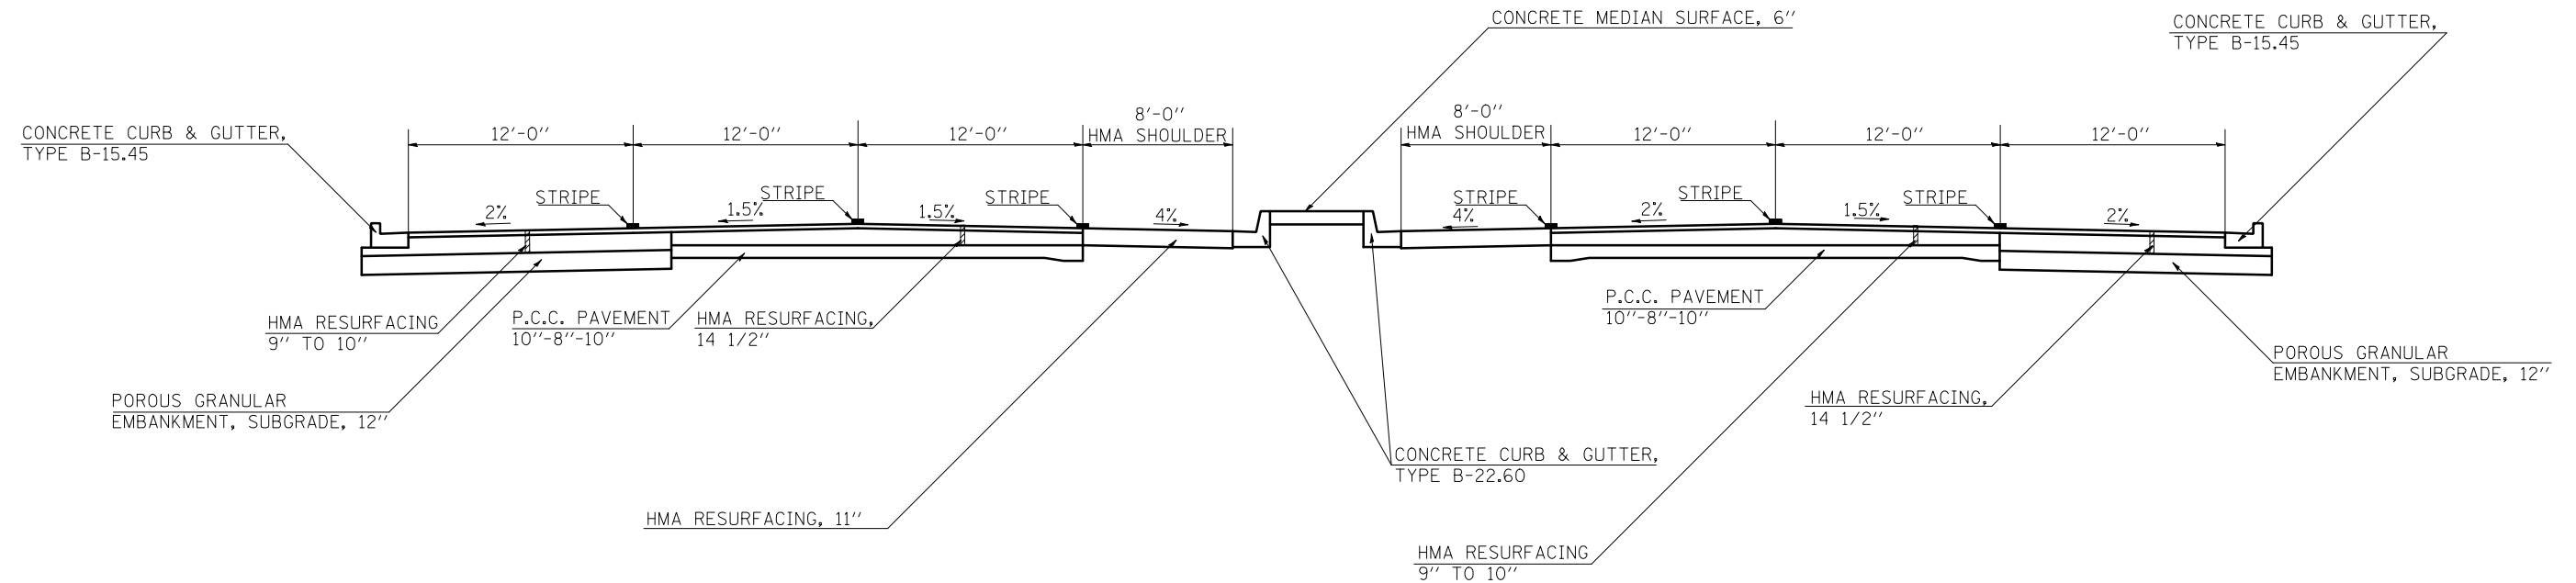 CONCRETE MEDIAN SURFACE, 6''
CONCRETE CURB & GUTTER,
TYPE B-15.45
CONCRETE CURB & GUTTER,
TYPE B-15.45
12'-0''
12'-0''
12'-0''
8'-0''
HMA SHOULDER
8'-0''
HMA SHOULDER
12'-0''
12'-0''
12'-0''
STRIPE
STRIPE
STRIPE
STRIPE
STRIPE
STRIPE
2%
1.5%
1.5%
4%
4%
2%
1.5%
2%
HMA RESURFACING
9'' TO 10''
P.C.C. PAVEMENT
10''-8''-10''
HMA RESURFACING,
14 1/2''
P.C.C. PAVEMENT
10''-8''-10''
POROUS GRANULAR
EMBANKMENT, SUBGRADE, 12''
POROUS GRANULAR
EMBANKMENT, SUBGRADE, 12''
HMA RESURFACING,
14 1/2''
CONCRETE CURB & GUTTER,
TYPE B-22.60
HMA RESURFACING, 11''
HMA RESURFACING
9'' TO 10''